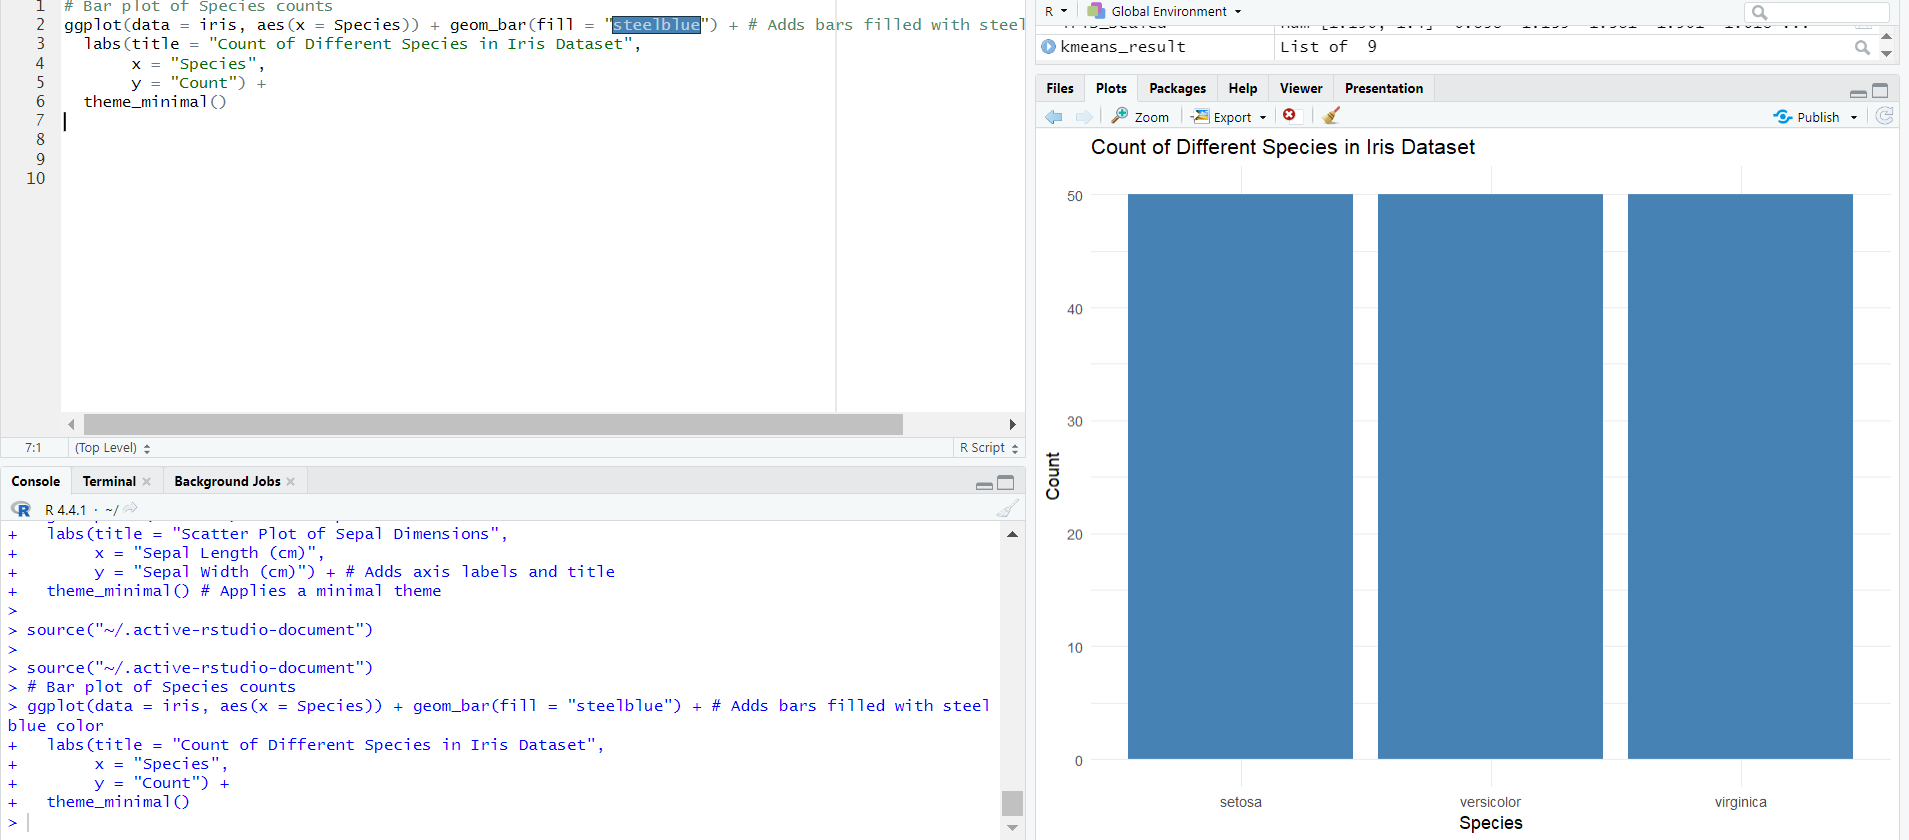 1 # Bar plot of Species counts
2 ggplot(data = iris, aes(x = Species)) + geom_bar(fill = "steelblue") + # Adds bars filled with steel
3 labs(title = "Count of Different Species in Iris Dataset",
4 x = "Species",
5 y = "Count") +
6 theme_minimal()
7
8
9
10
7:1 (Top Level) R Script
Console Terminal Background Jobs
R 4.4.1 · ~/
+ labs(title = "Scatter Plot of Sepal Dimensions",
+ x = "Sepal Length (cm)",
+ y = "Sepal Width (cm)") + # Adds axis labels and title
+ theme_minimal() # Applies a minimal theme
>
> source("~/.active-rstudio-document")
>
> source("~/.active-rstudio-document")
> # Bar plot of Species counts
> ggplot(data = iris, aes(x = Species)) + geom_bar(fill = "steelblue") + # Adds bars filled with steel
blue color
+ labs(title = "Count of Different Species in Iris Dataset",
+ x = "Species",
+ y = "Count") +
+ theme_minimal()
>
R Global Environment
kmeans_result List of 9
Files Plots Packages Help Viewer Presentation
Zoom Export Publish
Count of Different Species in Iris Dataset
50
40
30
Count
20
10
0
setosa versicolor virginica
Species